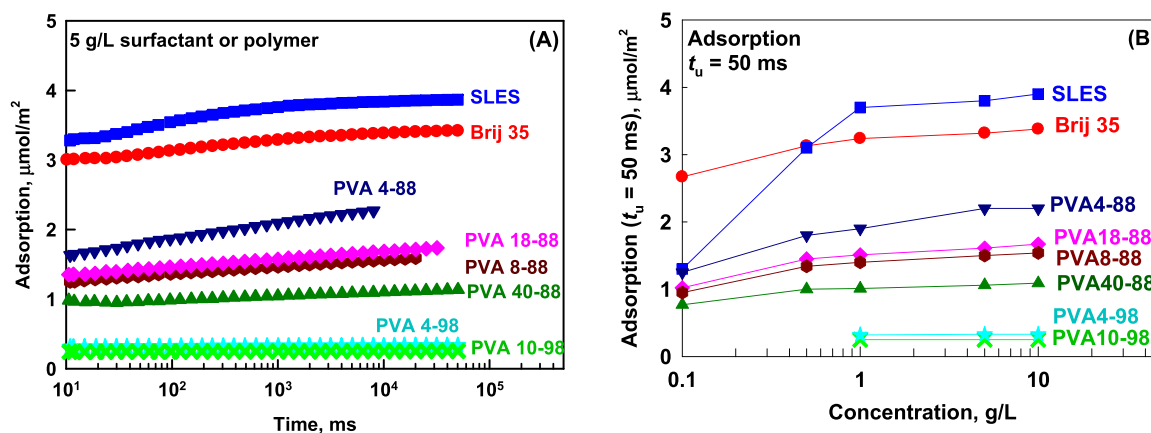 5 g/L surfactant or polymer
(A)
5
4
3
2
1
0
Adsorption, μmol/m²
SLES
Brij 35
PVA 4-88
PVA 18-88
PVA 8-88
PVA 40-88
PVA 4-98
PVA 10-98
10¹
10²
10³
10⁴
10⁵
Time, ms
Adsorption
(B
tᵤ = 50 ms
5
4
3
2
1
0
Adsorption (tᵤ = 50 ms), μmol/m²
SLES
Brij 35
PVA4-88
PVA18-88
PVA8-88
PVA40-88
PVA4-98
PVA10-98
0.1
1
10
Concentration, g/L